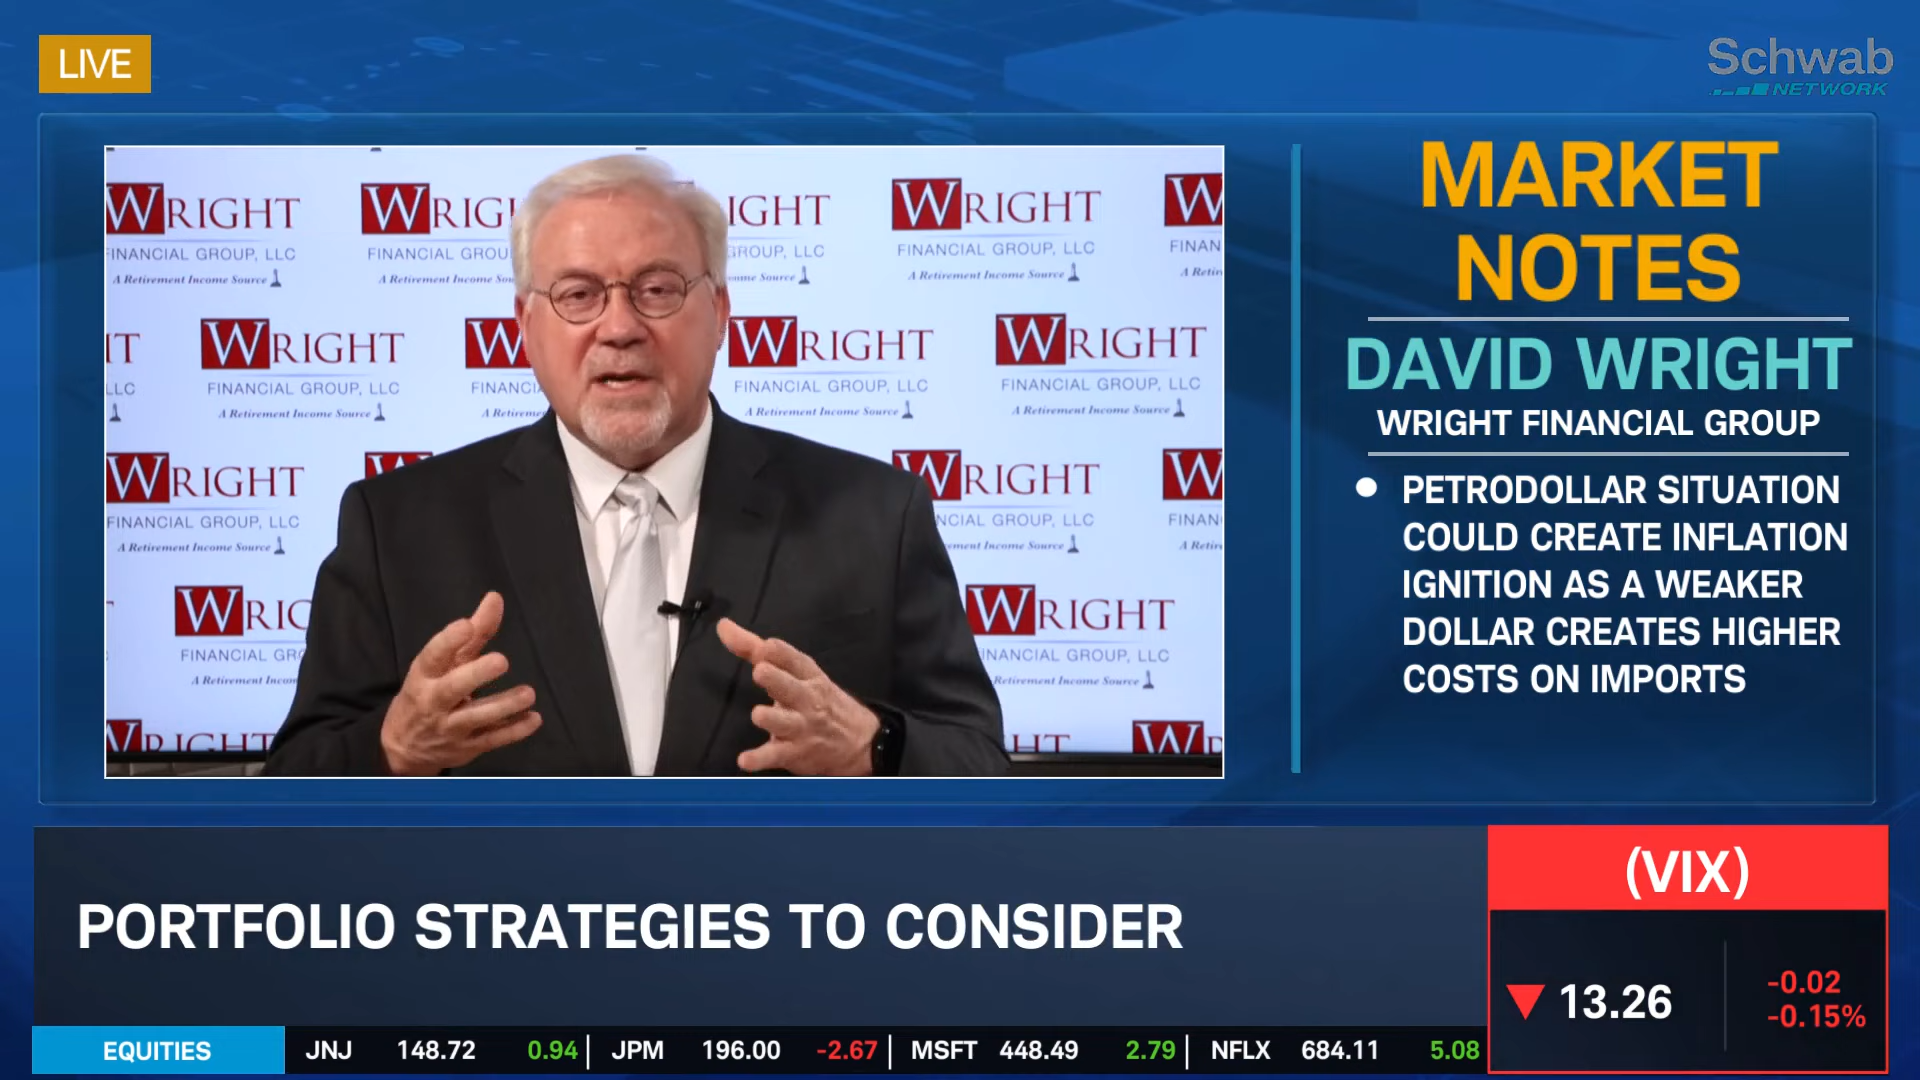 LIVE
Schwab
NETWORK
WRIGHT
FINANCIAL GROUP, LLC
A Retirement Income Source
MARKET
NOTES
DAVID WRIGHT
WRIGHT FINANCIAL GROUP
● PETRODOLLAR SITUATION
COULD CREATE INFLATION
IGNITION AS A WEAKER
DOLLAR CREATES HIGHER
COSTS ON IMPORTS
PORTFOLIO STRATEGIES TO CONSIDER
(VIX)
▼ 13.26
-0.02
-0.15%
EQUITIES JNJ 148.72 0.94 JPM 196.00 -2.67 MSFT 448.49 2.79 NFLX 684.11 5.08